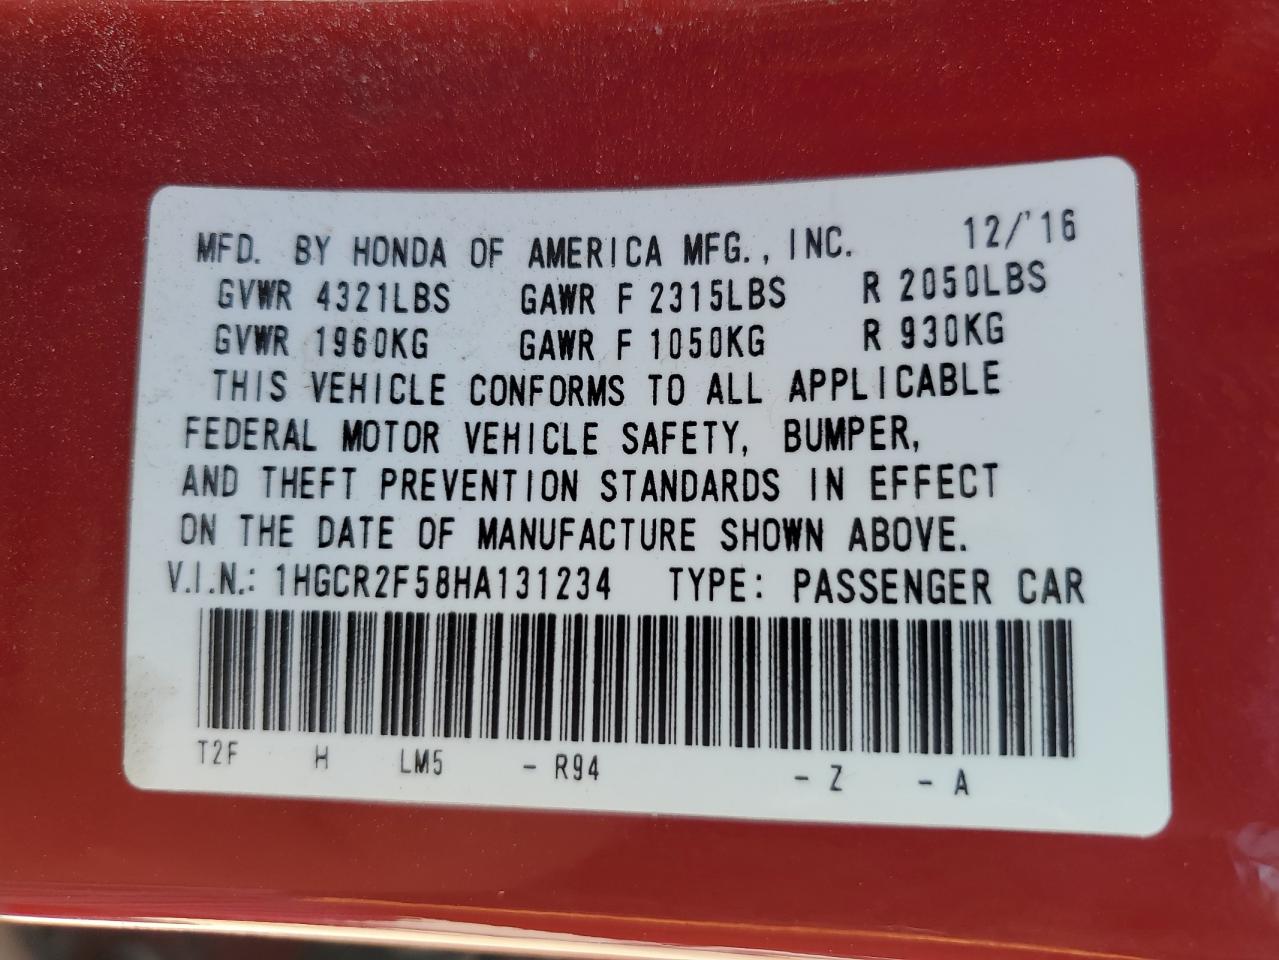 MFD. BY HONDA OF AMERICA MFG., INC. 12/'16
GVWR 4321LBS GAWR F 2315LBS R 2050LBS
GVWR 1960KG GAWR F 1050KG R 930KG
THIS VEHICLE CONFORMS TO ALL APPLICABLE
FEDERAL MOTOR VEHICLE SAFETY, BUMPER,
AND THEFT PREVENTION STANDARDS IN EFFECT
ON THE DATE OF MANUFACTURE SHOWN ABOVE.
V.I.N.: 1HGCR2F58HA131234 TYPE: PASSENGER CAR
T2F H LM5 - R94 - Z - A